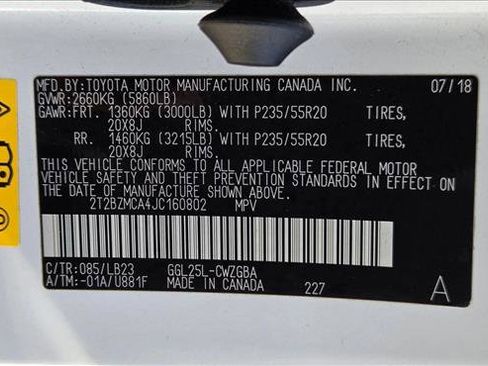 MFD.BY:TOYOTA MOTOR MANUFACTURING CANADA INC. 07/18
GVWR:2660KG (5860LB)
GAWR:FRT. 1360KG (3000LB) WITH P235/55R20 TIRES,
20X8J RIMS.
RR. 1460KG (3215LB) WITH P235/55R20 TIRES,
20X8J RIMS.
THIS VEHICLE CONFORMS TO ALL APPLICABLE FEDERAL MOTOR
VEHICLE SAFETY AND THEFT PREVENTION STANDARDS IN EFFECT ON
THE DATE OF MANUFACTURE SHOWN ABOVE.
2T2BZMCA4JC160802 MPV
C/TR:085/LB23 GGL25L-CWZGBA
A/TM:-01A/U881F MADE IN CANADA 227 A